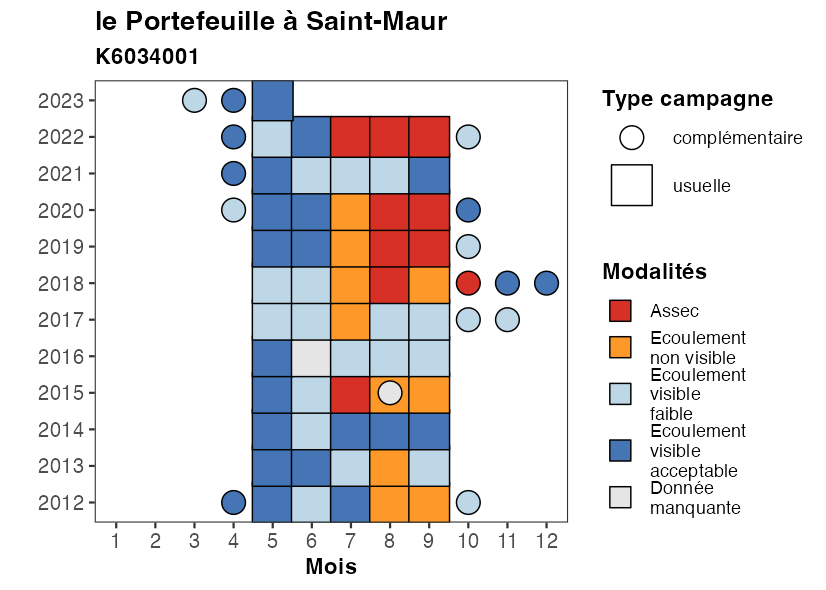 le Portefeuille à Saint-Maur
K6034001
2023
2022
2021
2020
2019
2018
2017
2016
2015
2014
2013
2012
1 2 3 4 5 6 7 8 9 10 11 12
Mois
Type campagne
complémentaire
usuelle
Modalités
Assec
Ecoulement
non visible
Ecoulement
visible
faible
Ecoulement
visible
acceptable
Donnée
manquante